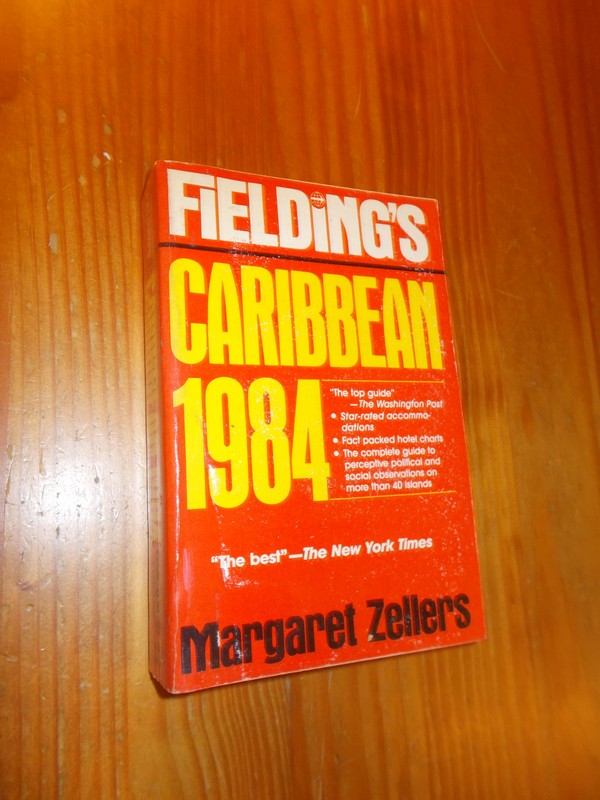 FiELDiNG'S
CARIBBEAN
1984
"The top guide"
—The Washington Post
• Star-rated accommo-
dations
• Fact packed hotel charts
• The complete guide to
perceptive political and
social observations on
more than 40 islands
"The best"—The New York Times
Margaret Zellers